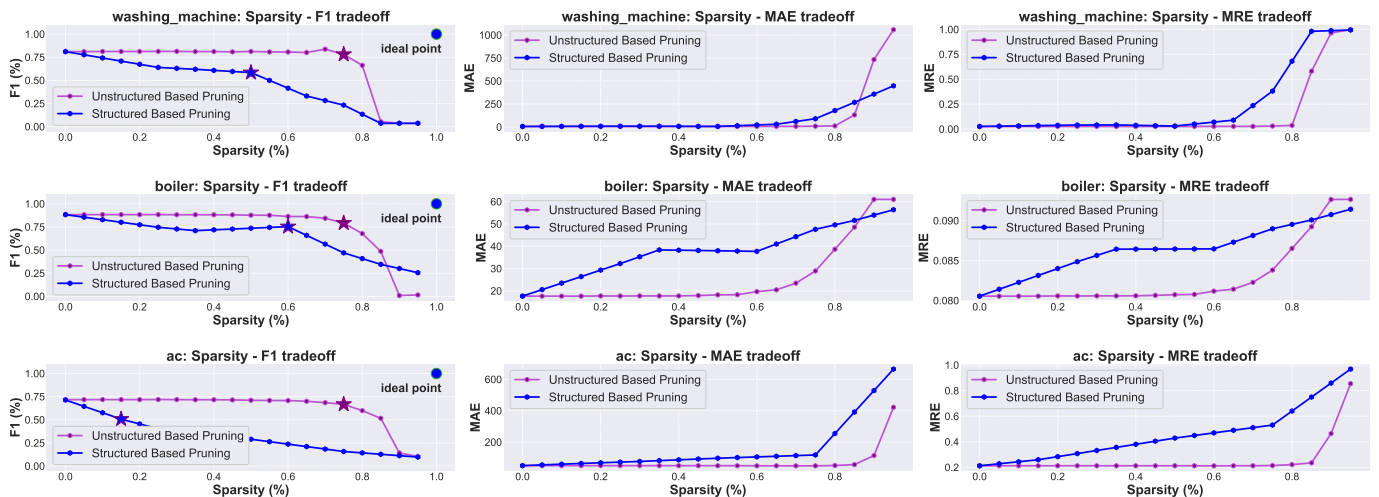 washing_machine: Sparsity - F1 tradeoff
1.00
0.75
0.50
0.25
0.00
F1 (%)
ideal point
Unstructured Based Pruning
Structured Based Pruning
0.0 0.2 0.4 0.6 0.8 1.0
Sparsity (%)
washing_machine: Sparsity - MAE tradeoff
1000
750
500
250
0
MAE
Unstructured Based Pruning
Structured Based Pruning
0.0 0.2 0.4 0.6 0.8
Sparsity (%)
washing_machine: Sparsity - MRE tradeoff
1.00
0.75
0.50
0.25
0.00
MRE
Unstructured Based Pruning
Structured Based Pruning
0.0 0.2 0.4 0.6 0.8
Sparsity (%)
boiler: Sparsity - F1 tradeoff
1.00
0.75
0.50
0.25
0.00
F1 (%)
ideal point
Unstructured Based Pruning
Structured Based Pruning
0.0 0.2 0.4 0.6 0.8 1.0
Sparsity (%)
boiler: Sparsity - MAE tradeoff
60
50
40
30
20
MAE
Unstructured Based Pruning
Structured Based Pruning
0.0 0.2 0.4 0.6 0.8
Sparsity (%)
boiler: Sparsity - MRE tradeoff
0.090
0.085
0.080
MRE
Unstructured Based Pruning
Structured Based Pruning
0.0 0.2 0.4 0.6 0.8
Sparsity (%)
ac: Sparsity - F1 tradeoff
1.00
0.75
0.50
0.25
0.00
F1 (%)
ideal point
Unstructured Based Pruning
Structured Based Pruning
0.0 0.2 0.4 0.6 0.8 1.0
Sparsity (%)
ac: Sparsity - MAE tradeoff
600
400
200
MAE
Unstructured Based Pruning
Structured Based Pruning
0.0 0.2 0.4 0.6 0.8
Sparsity (%)
ac: Sparsity - MRE tradeoff
1.0
0.8
0.6
0.4
0.2
MRE
Unstructured Based Pruning
Structured Based Pruning
0.0 0.2 0.4 0.6 0.8
Sparsity (%)